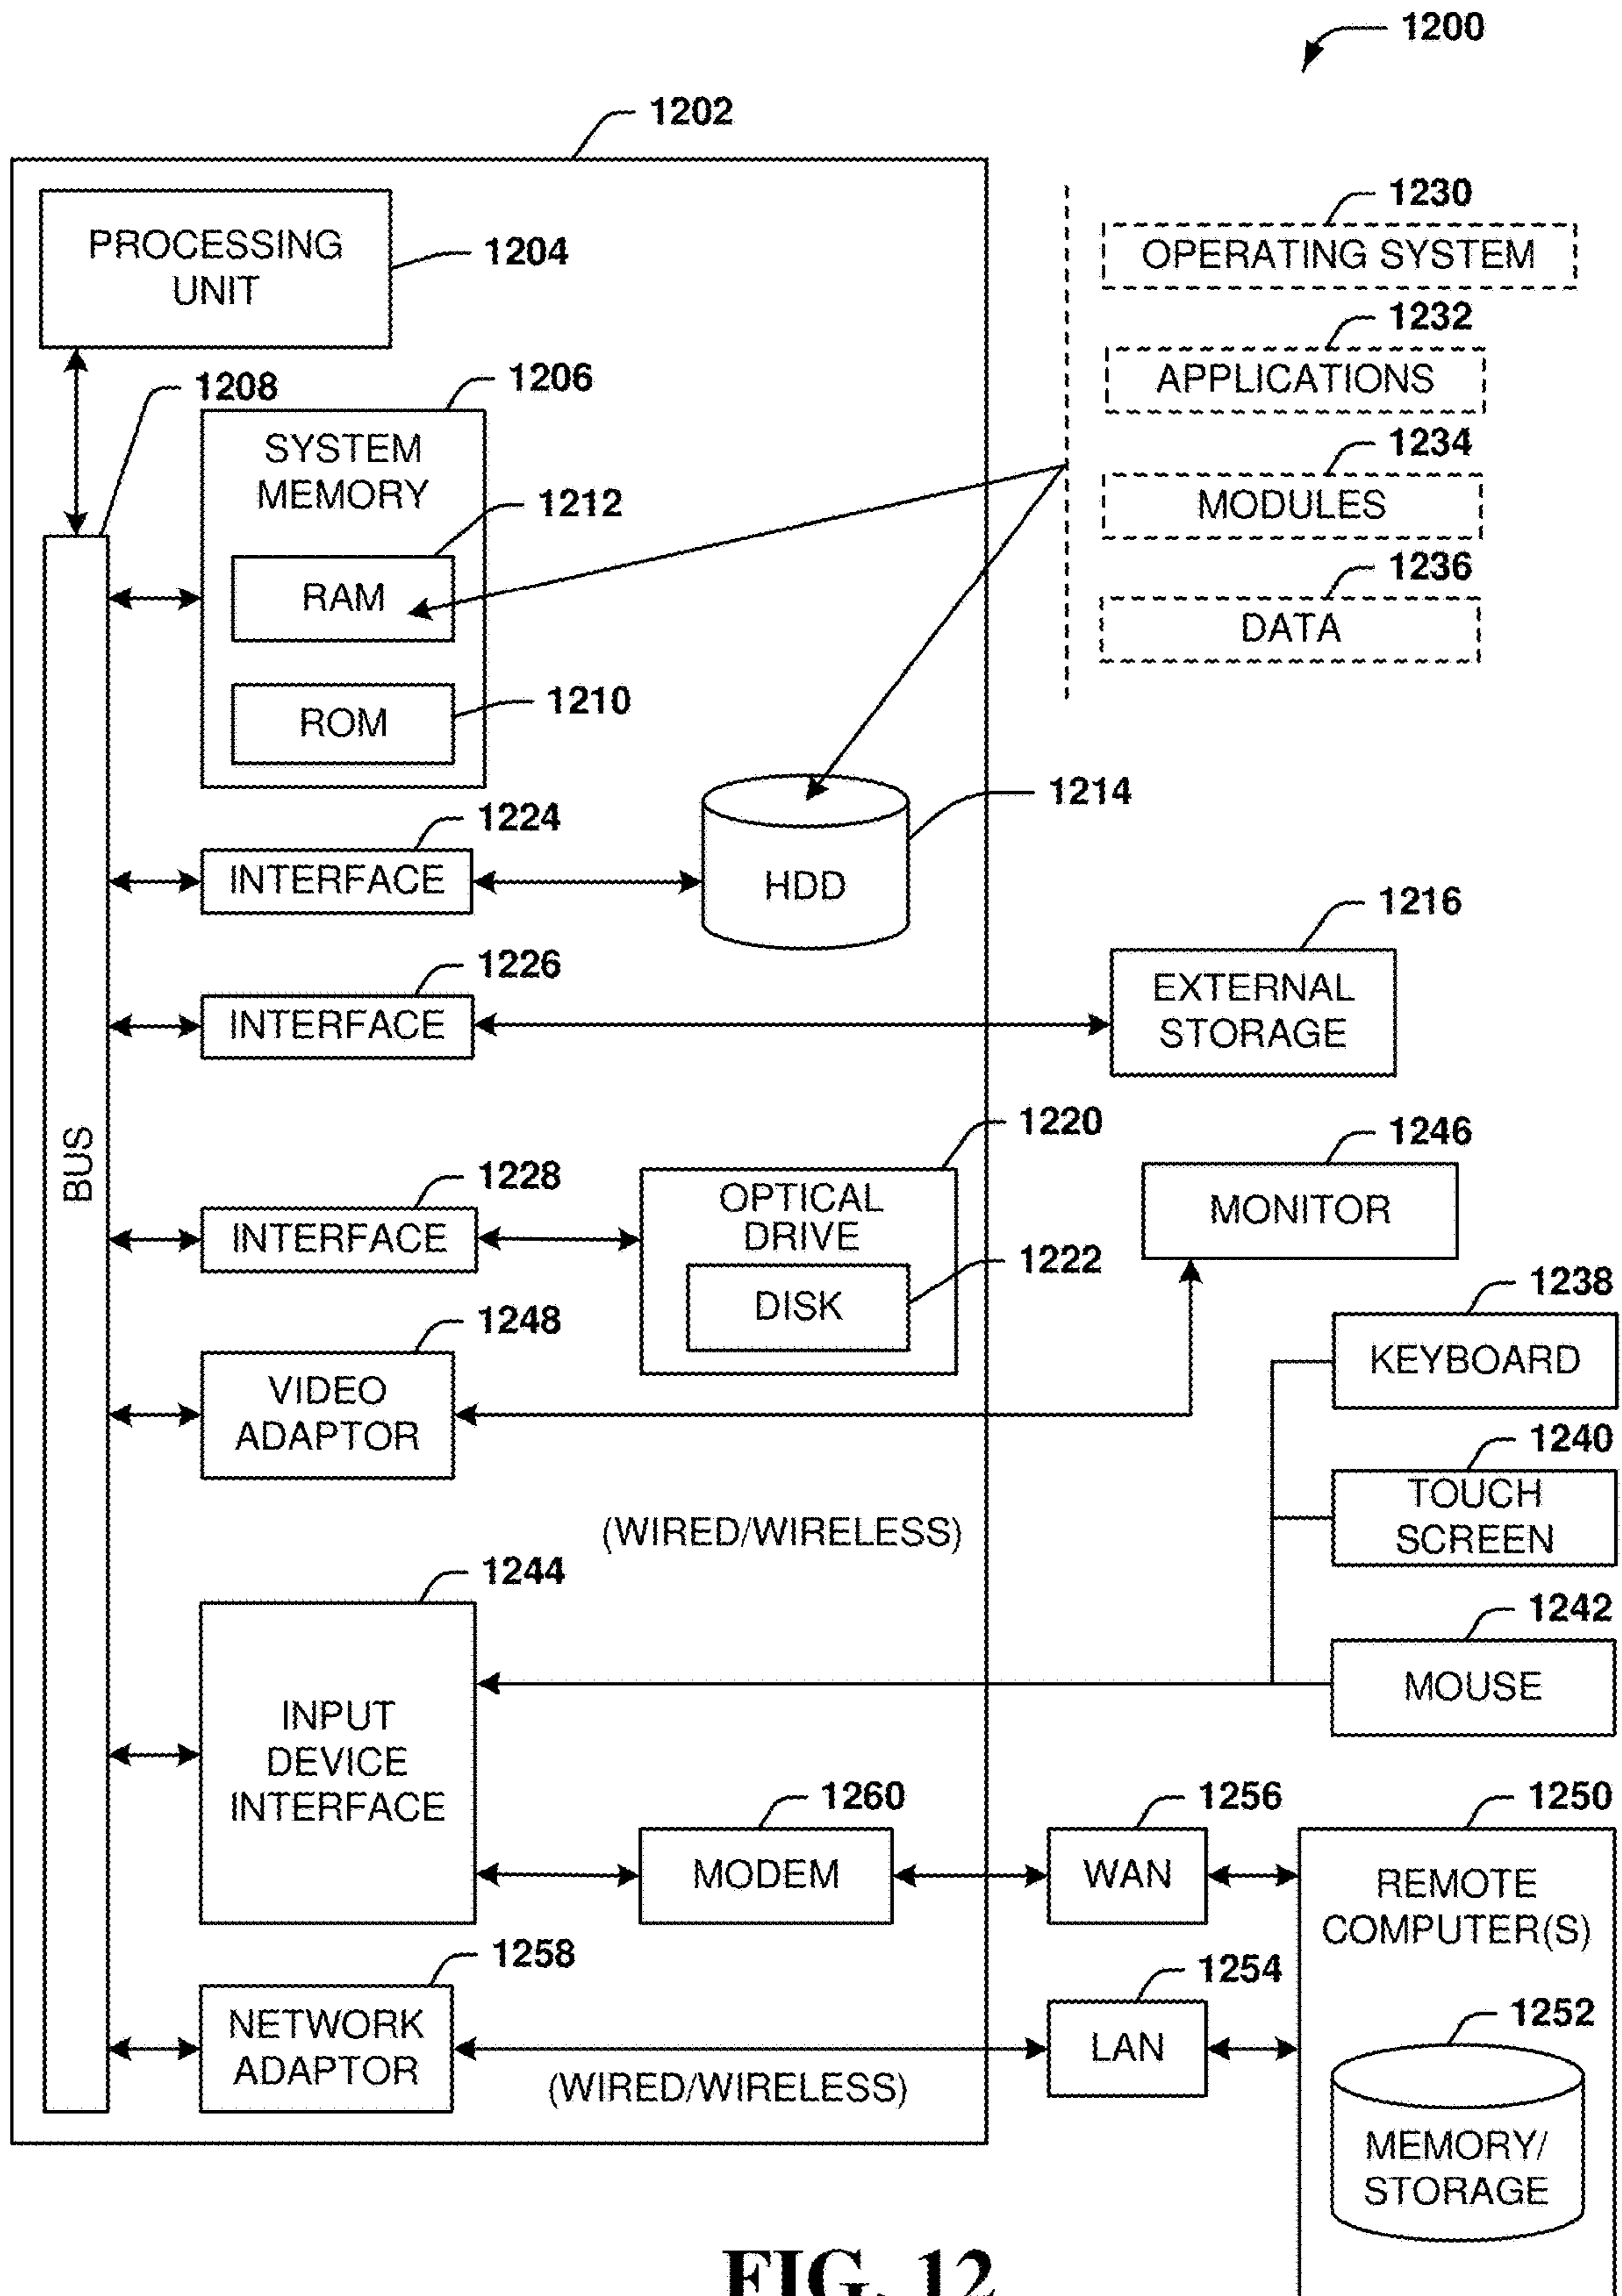 1200
1202
PROCESSING
UNIT
1204
1230
OPERATING SYSTEM
1232
APPLICATIONS
1234
MODULES
1236
DATA
1208
1206
SYSTEM
MEMORY
1212
RAM
1210
ROM
1224
INTERFACE
1214
HDD
1226
INTERFACE
1216
EXTERNAL
STORAGE
BUS
1228
INTERFACE
1220
OPTICAL
DRIVE
1222
DISK
1246
MONITOR
1248
VIDEO
ADAPTOR
1238
KEYBOARD
1240
TOUCH
SCREEN
(WIRED/WIRELESS)
1242
MOUSE
1244
INPUT
DEVICE
INTERFACE
1260
MODEM
1256
WAN
1250
REMOTE
COMPUTER(S)
1258
NETWORK
ADAPTOR
(WIRED/WIRELESS)
1254
LAN
1252
MEMORY/
STORAGE
FIG. 12